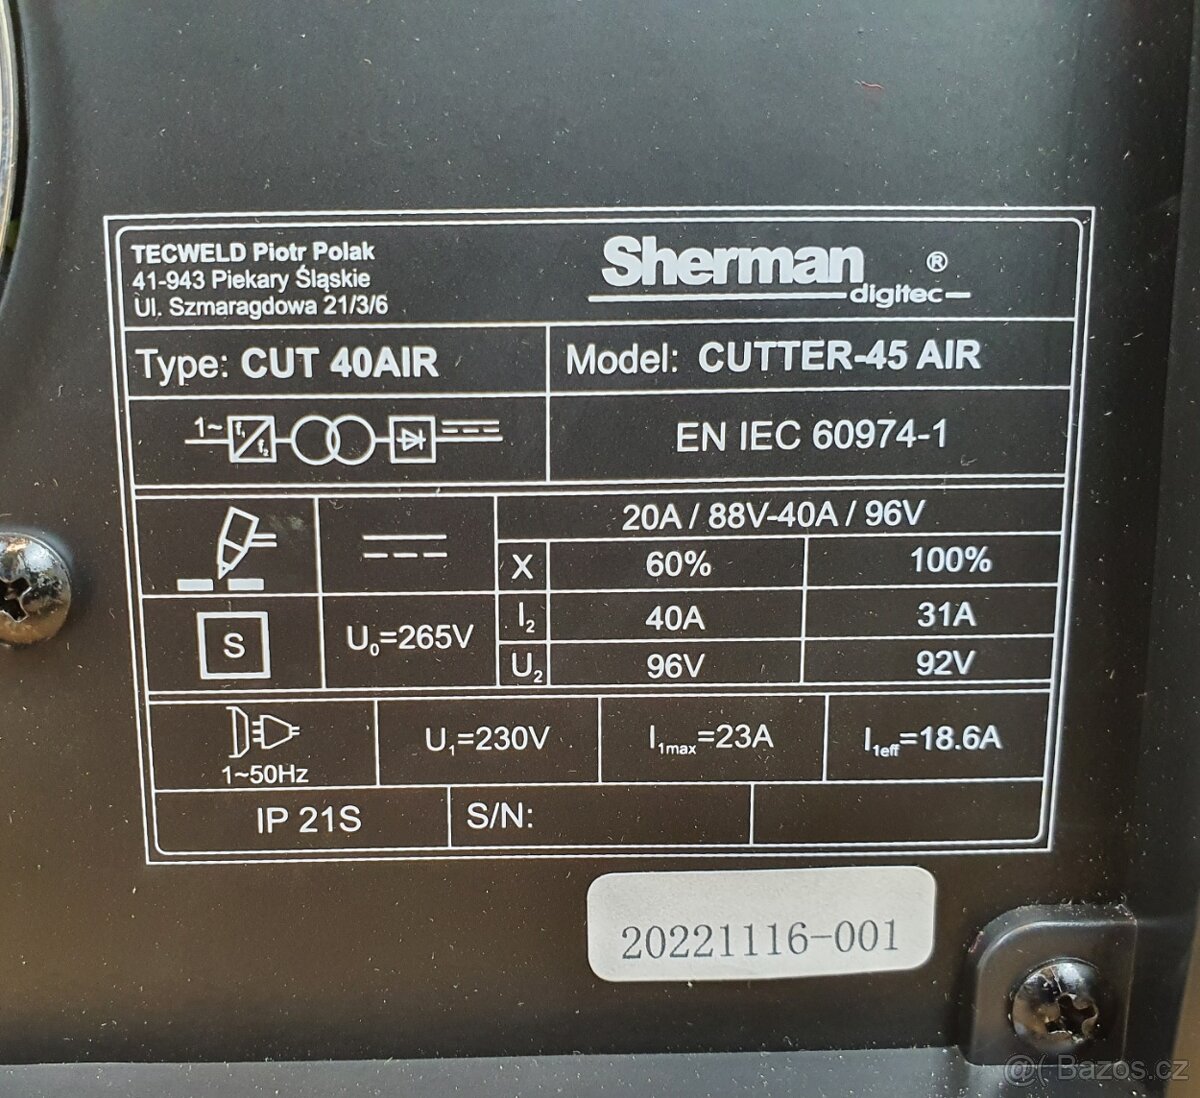 TECWELD Piotr Polak
41-943 Piekary Śląskie
Ul. Szmaragdowa 21/3/6
Sherman ®
digitec
Type: CUT 40AIR
Model: CUTTER-45 AIR
1~ f₁ f₂
EN IEC 60974-1
20A / 88V-40A / 96V
X 60% 100%
S
U₀=265V
I₂ 40A 31A
U₂ 96V 92V
1~50Hz
U₁=230V
I₁max=23A
I₁eff=18.6A
IP 21S
S/N:
20221116-001
@( Bazos.cz